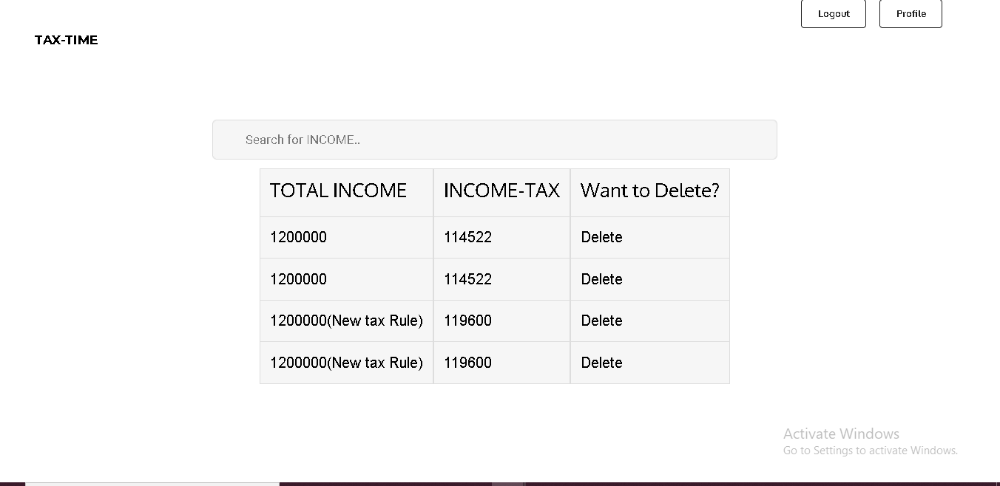 Logout Profile
TAX-TIME
Search for INCOME..
TOTAL INCOME INCOME-TAX Want to Delete?
1200000 114522 Delete
1200000 114522 Delete
1200000(New tax Rule) 119600 Delete
1200000(New tax Rule) 119600 Delete
Activate Windows
Go to Settings to activate Windows.